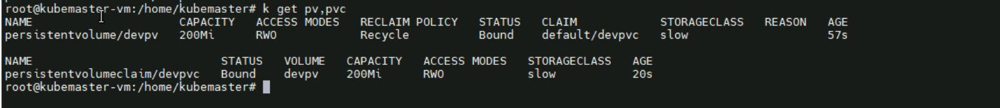 root@kubemaster-vm:/home/kubemaster# k get pv,pvc
NAME                     CAPACITY   ACCESS MODES   RECLAIM POLICY   STATUS   CLAIM            STORAGECLASS   REASON   AGE
persistentvolume/devpv   200Mi      RWO            Recycle          Bound    default/devpvc   slow                    57s

NAME                           STATUS   VOLUME   CAPACITY   ACCESS MODES   STORAGECLASS   AGE
persistentvolumeclaim/devpvc   Bound    devpv    200Mi      RWO            slow           20s
root@kubemaster-vm:/home/kubemaster#